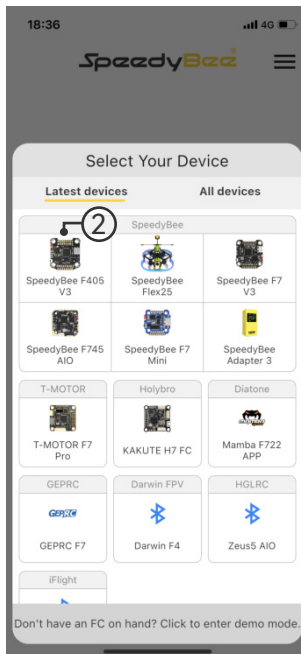 18:36
4G
SpeedyBee
Select Your Device
Latest devices
All devices
2
SpeedyBee
SpeedyBee F405
V3
SpeedyBee
Flex25
SpeedyBee F7
V3
SpeedyBee F745
AIO
SpeedyBee F7
Mini
SpeedyBee
Adapter 3
T-MOTOR
Holybro
Diatone
T-MOTOR F7
Pro
KAKUTE H7 FC
Mamba F722
APP
GEPRC
Darwin FPV
HGLRC
GEPRC
GEPRC F7
Darwin F4
Zeus5 AIO
iFlight
Don't have an FC on hand? Click to enter demo mode.